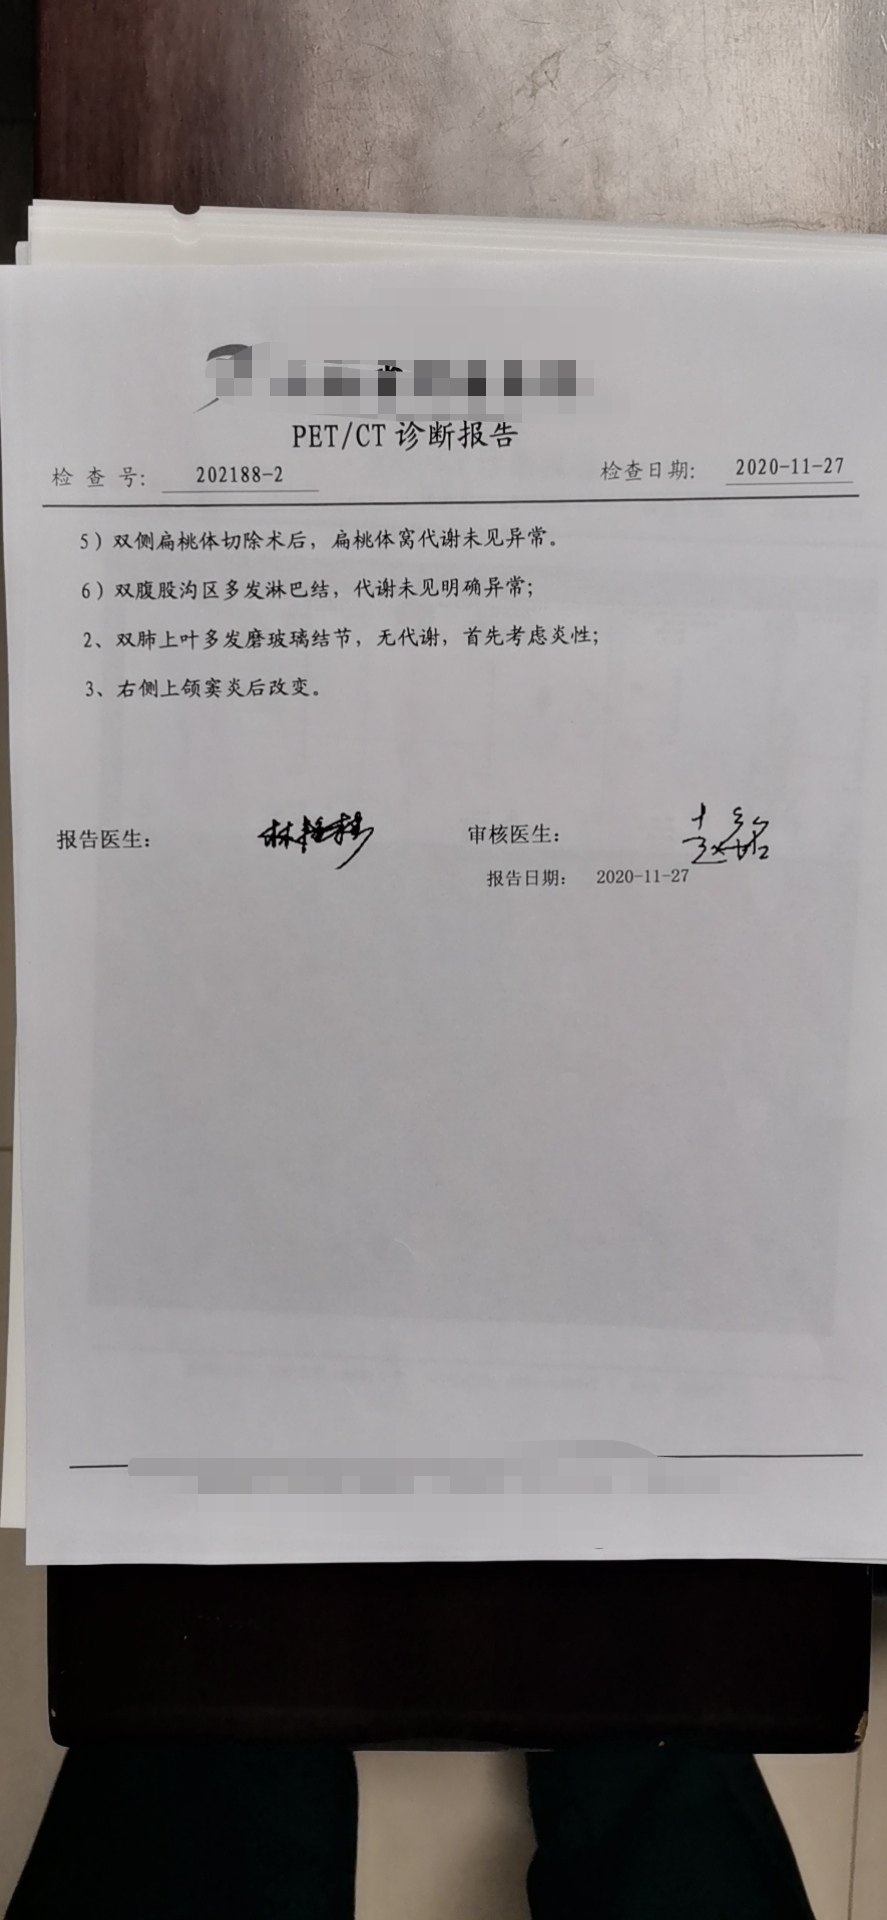 PET/CT 诊断报告
检 查 号: 202188-2 检查日期: 2020-11-27
5) 双侧扁桃体切除术后，扁桃体窝代谢未见异常。
6) 双腹股沟区多发淋巴结，代谢未见明确异常；
2、双肺上叶多发磨玻璃结节，无代谢，首先考虑炎性；
3、右侧上颌窦炎后改变。
报告医生: 审核医生:
报告日期: 2020-11-27